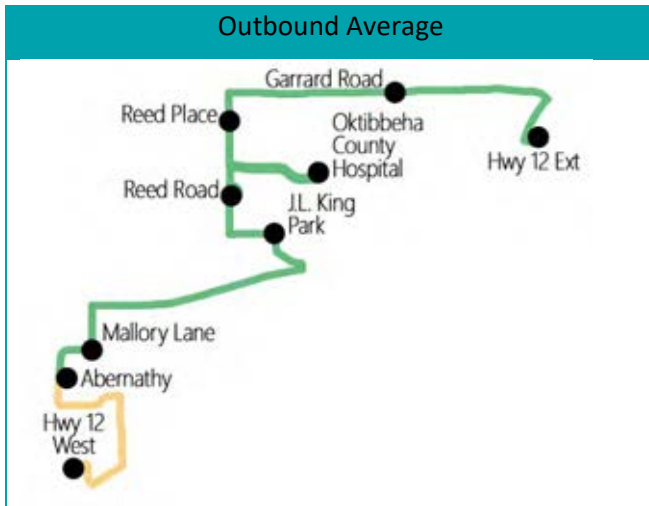 Outbound Average
Garrard Road
Reed Place
Oktibbeha
County
Hospital
Hwy 12 Ext
Reed Road
J.L. King
Park
Mallory Lane
Abernathy
Hwy 12
West